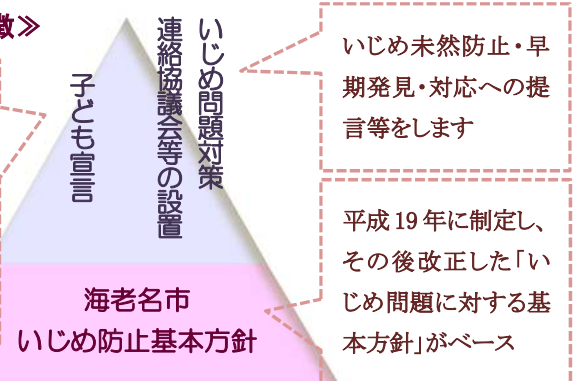 徴≫
いじめ問題対策
連絡協議会等の設置
子ども宣言
海老名市
いじめ防止基本方針
いじめ未然防止・早
期発見・対応への提
言等をします
平成 19 年に制定し、
その後改正した「い
じめ問題に対する基
本方針」がベース